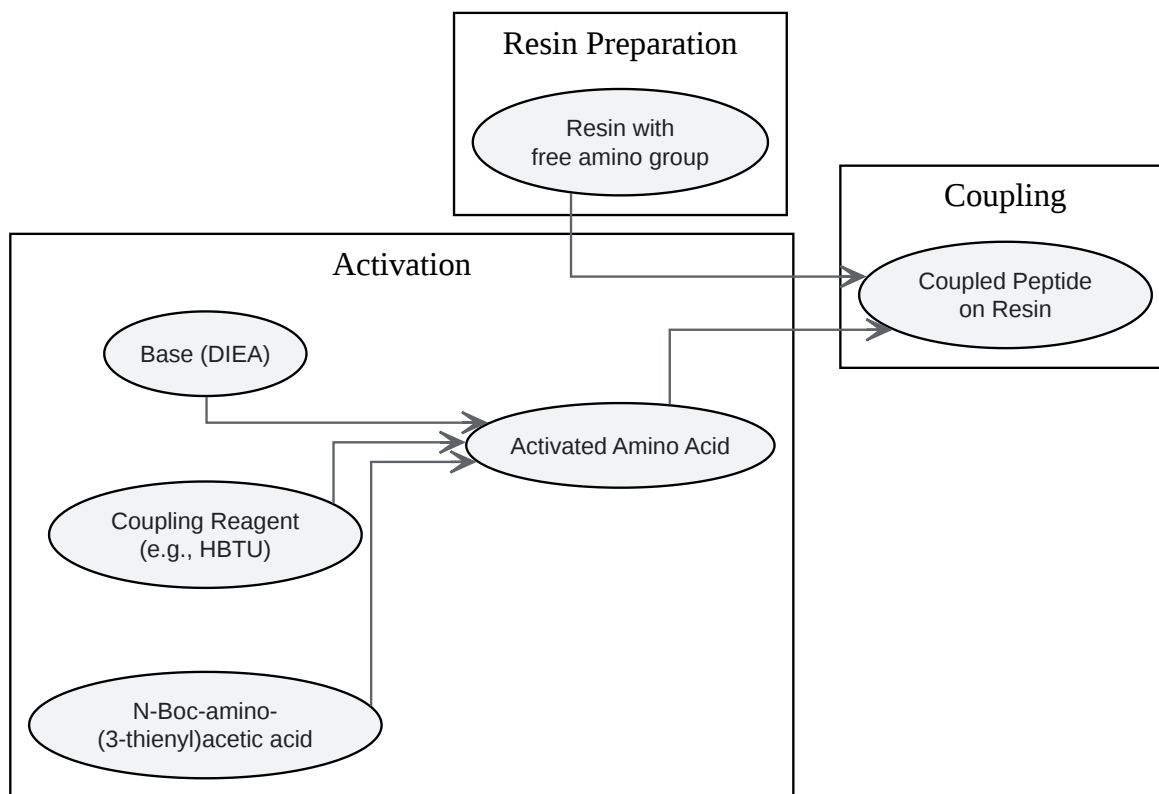 Resin Preparation
Resin with
free amino group
Coupling
Coupled Peptide
on Resin
Activation
Base (DIEA)
Activated Amino Acid
Coupling Reagent
(e.g., HBTU)
N-Boc-amino-
(3-thienyl)acetic acid